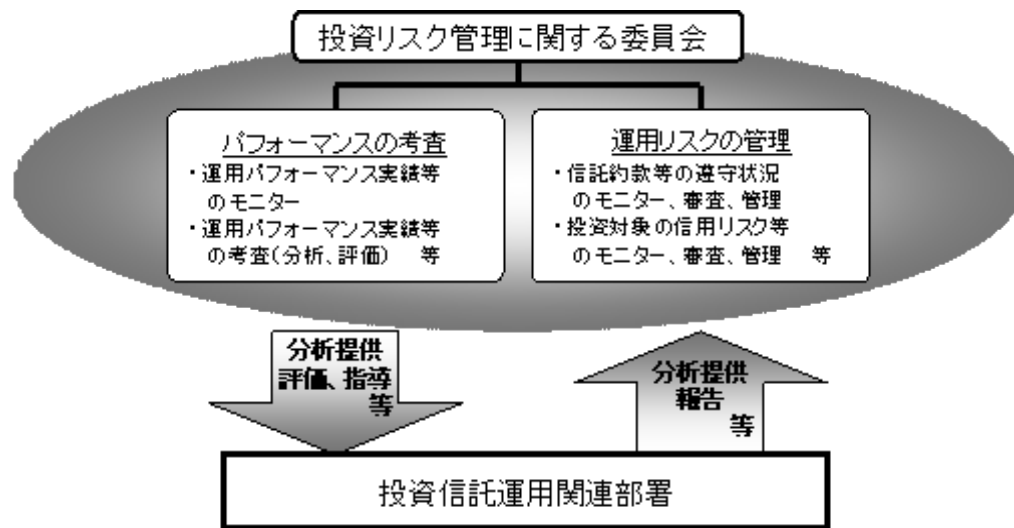 投資リスク管理に関する委員会
パフォーマンスの考査
・運用パフォーマンス実績等
のモニター
・運用パフォーマンス実績等
の考査(分析、評価) 等
運用リスクの管理
・信託約款等の遵守状況
のモニター、審査、管理
・投資対象の信用リスク等
のモニター、審査、管理 等
分析提供
評価、指導
等
分析提供
報告
等
投資信託運用関連部署